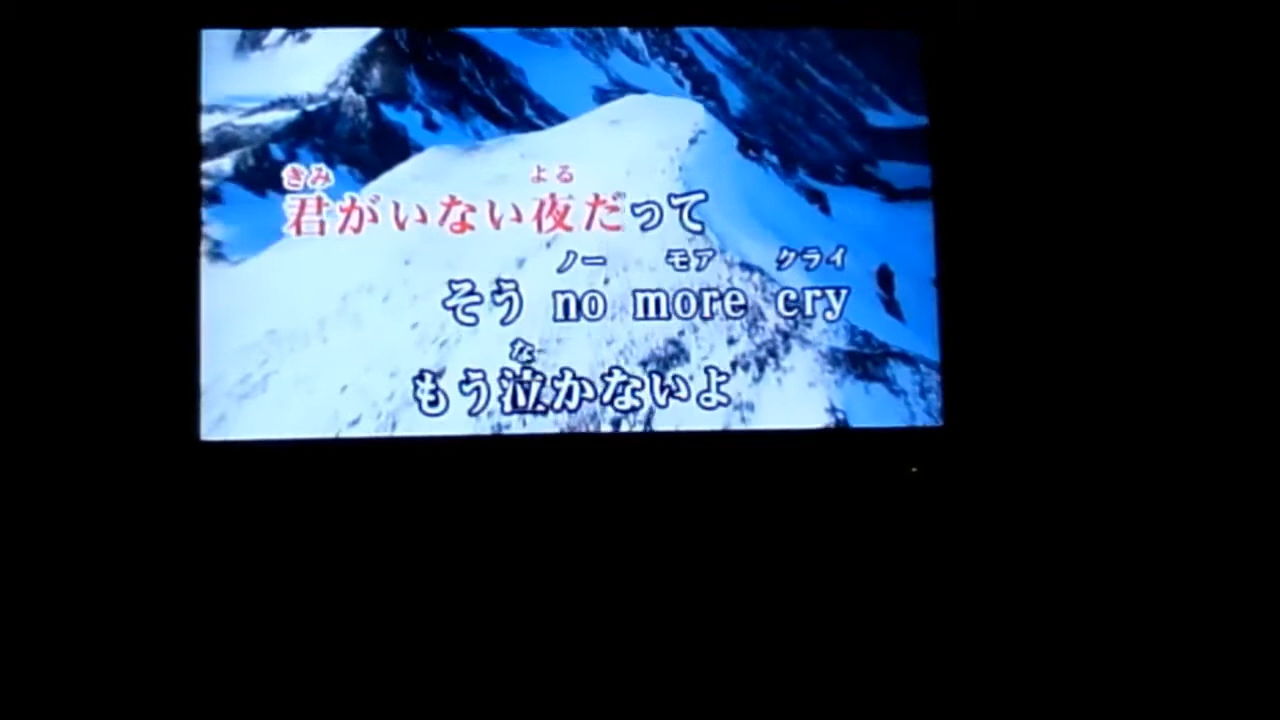 きみ よる
君がいない夜だって
ノー モア クライ
そう no more cry
な
もう泣かないよ